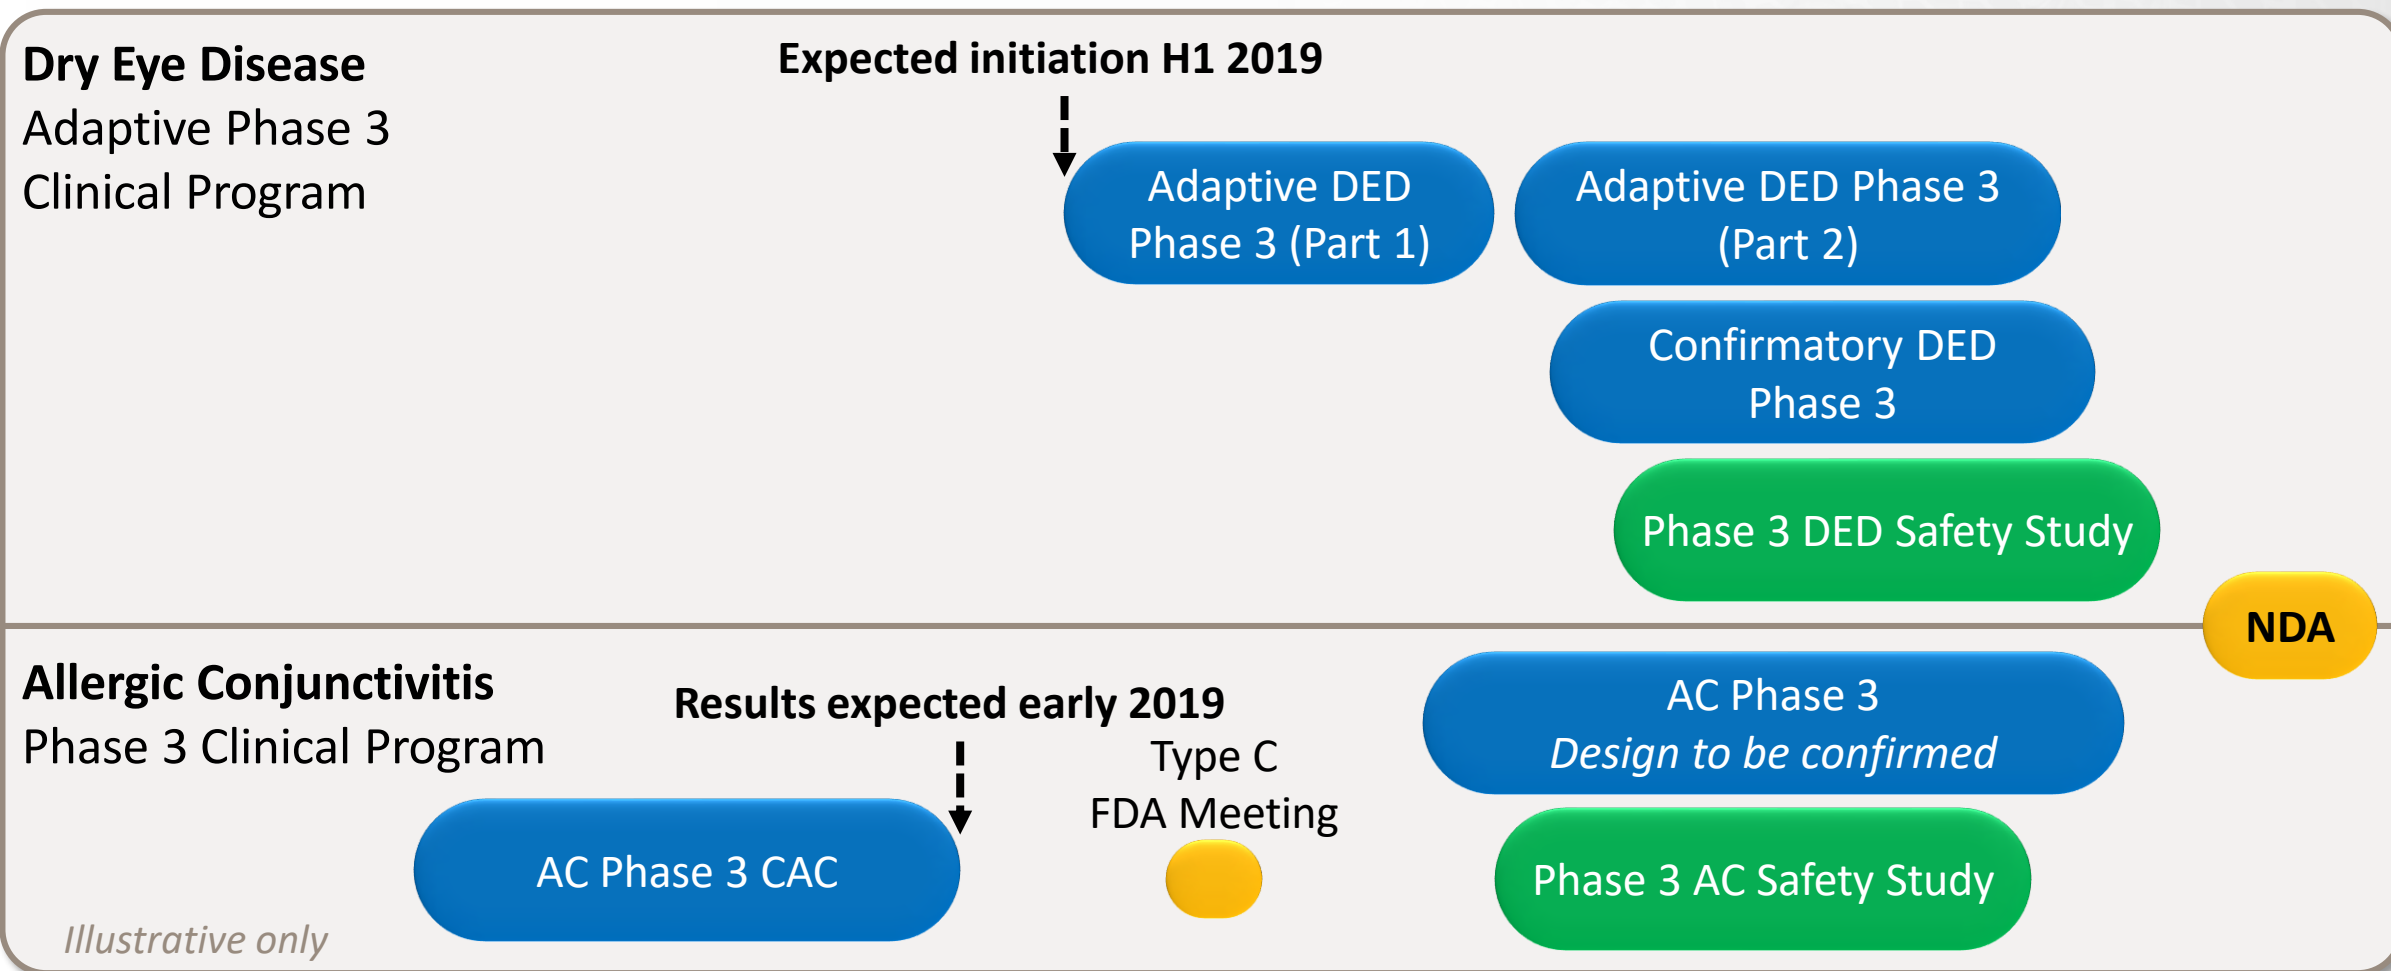 Dry Eye Disease
Adaptive Phase 3
Clinical Program
Expected initiation H1 2019
Adaptive DED
Phase 3 (Part 1)
Adaptive DED Phase 3
(Part 2)
Confirmatory DED
Phase 3
Phase 3 DED Safety Study
NDA
Allergic Conjunctivitis
Phase 3 Clinical Program
Results expected early 2019
Type C
FDA Meeting
AC Phase 3
Design to be confirmed
AC Phase 3 CAC
Phase 3 AC Safety Study
Illustrative only